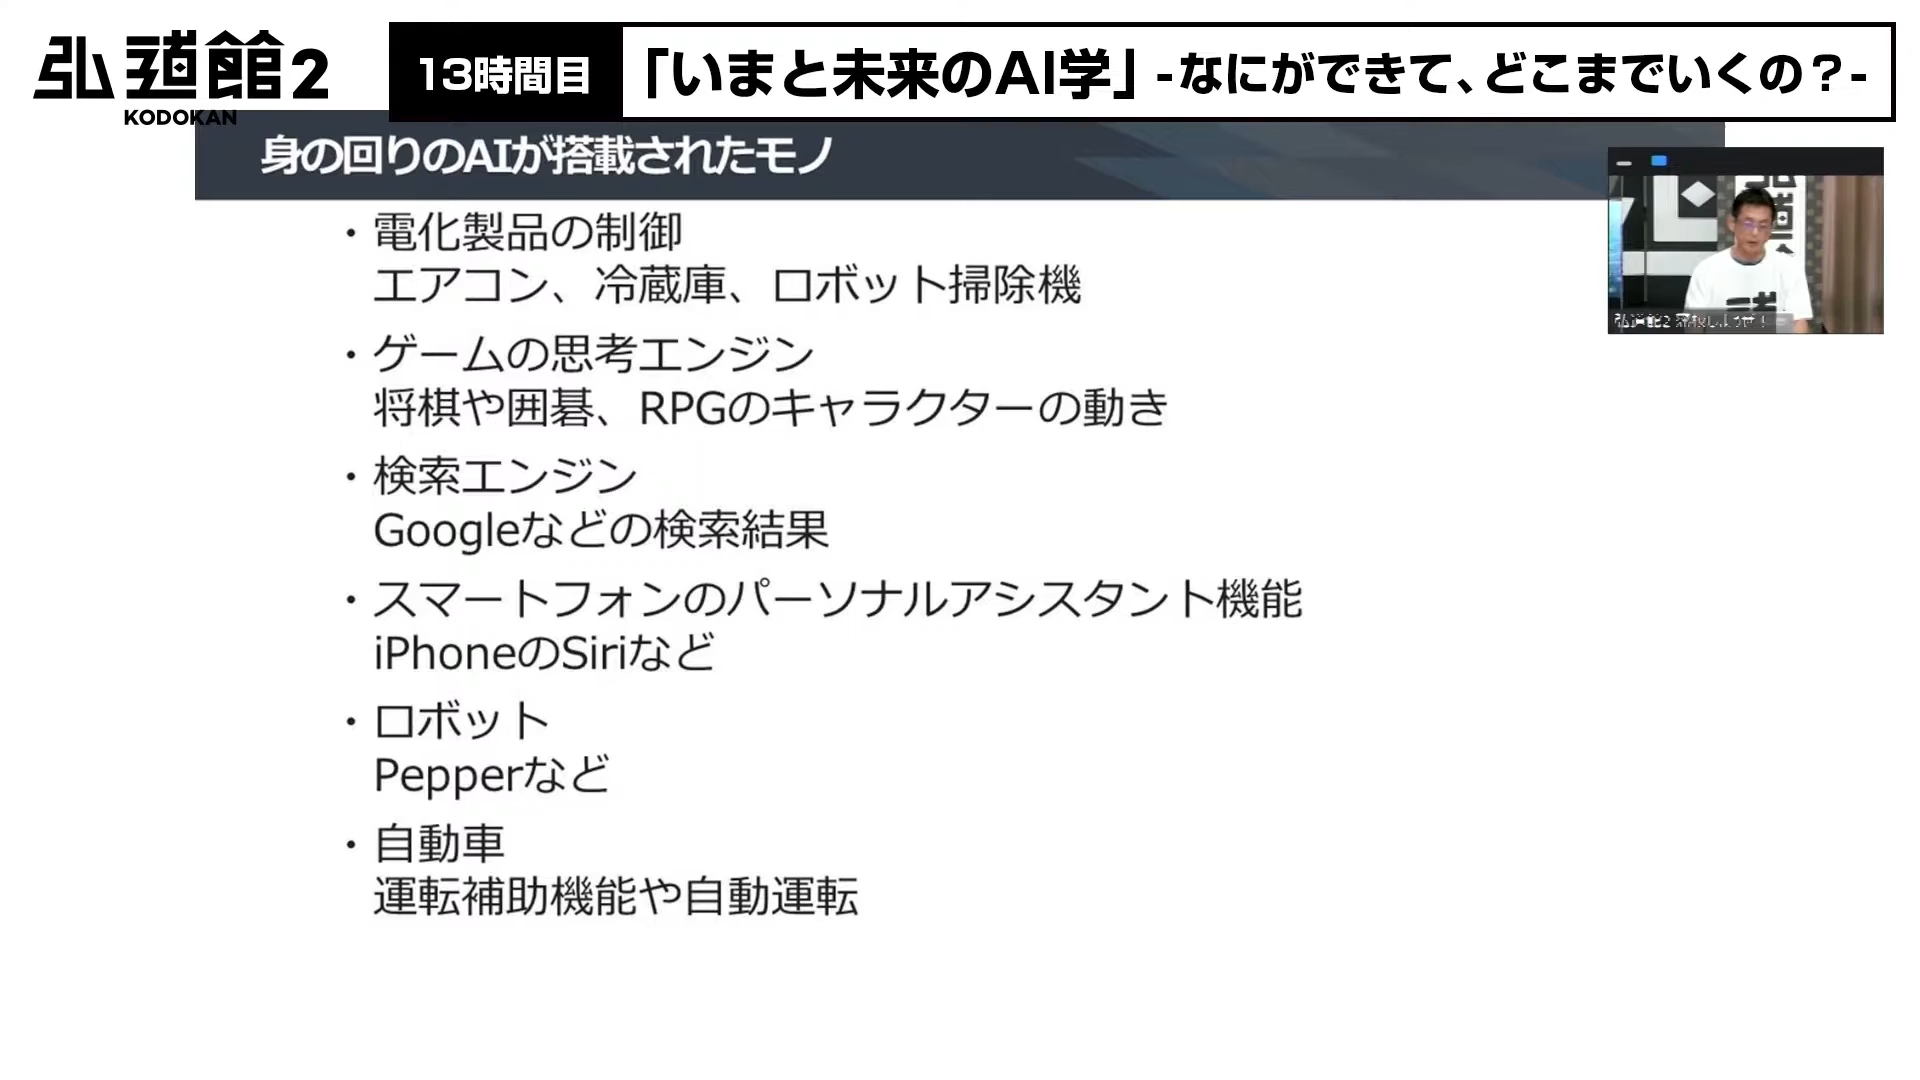 弘道館2
KODOKAN
13時間目
「いまと未来のAI学」-なにができて、どこまでいくの？-
身の回りのAIが搭載されたモノ
・電化製品の制御
エアコン、冷蔵庫、ロボット掃除機
・ゲームの思考エンジン
将棋や囲碁、RPGのキャラクターの動き
・検索エンジン
Googleなどの検索結果
・スマートフォンのパーソナルアシスタント機能
iPhoneのSiriなど
・ロボット
Pepperなど
・自動車
運転補助機能や自動運転